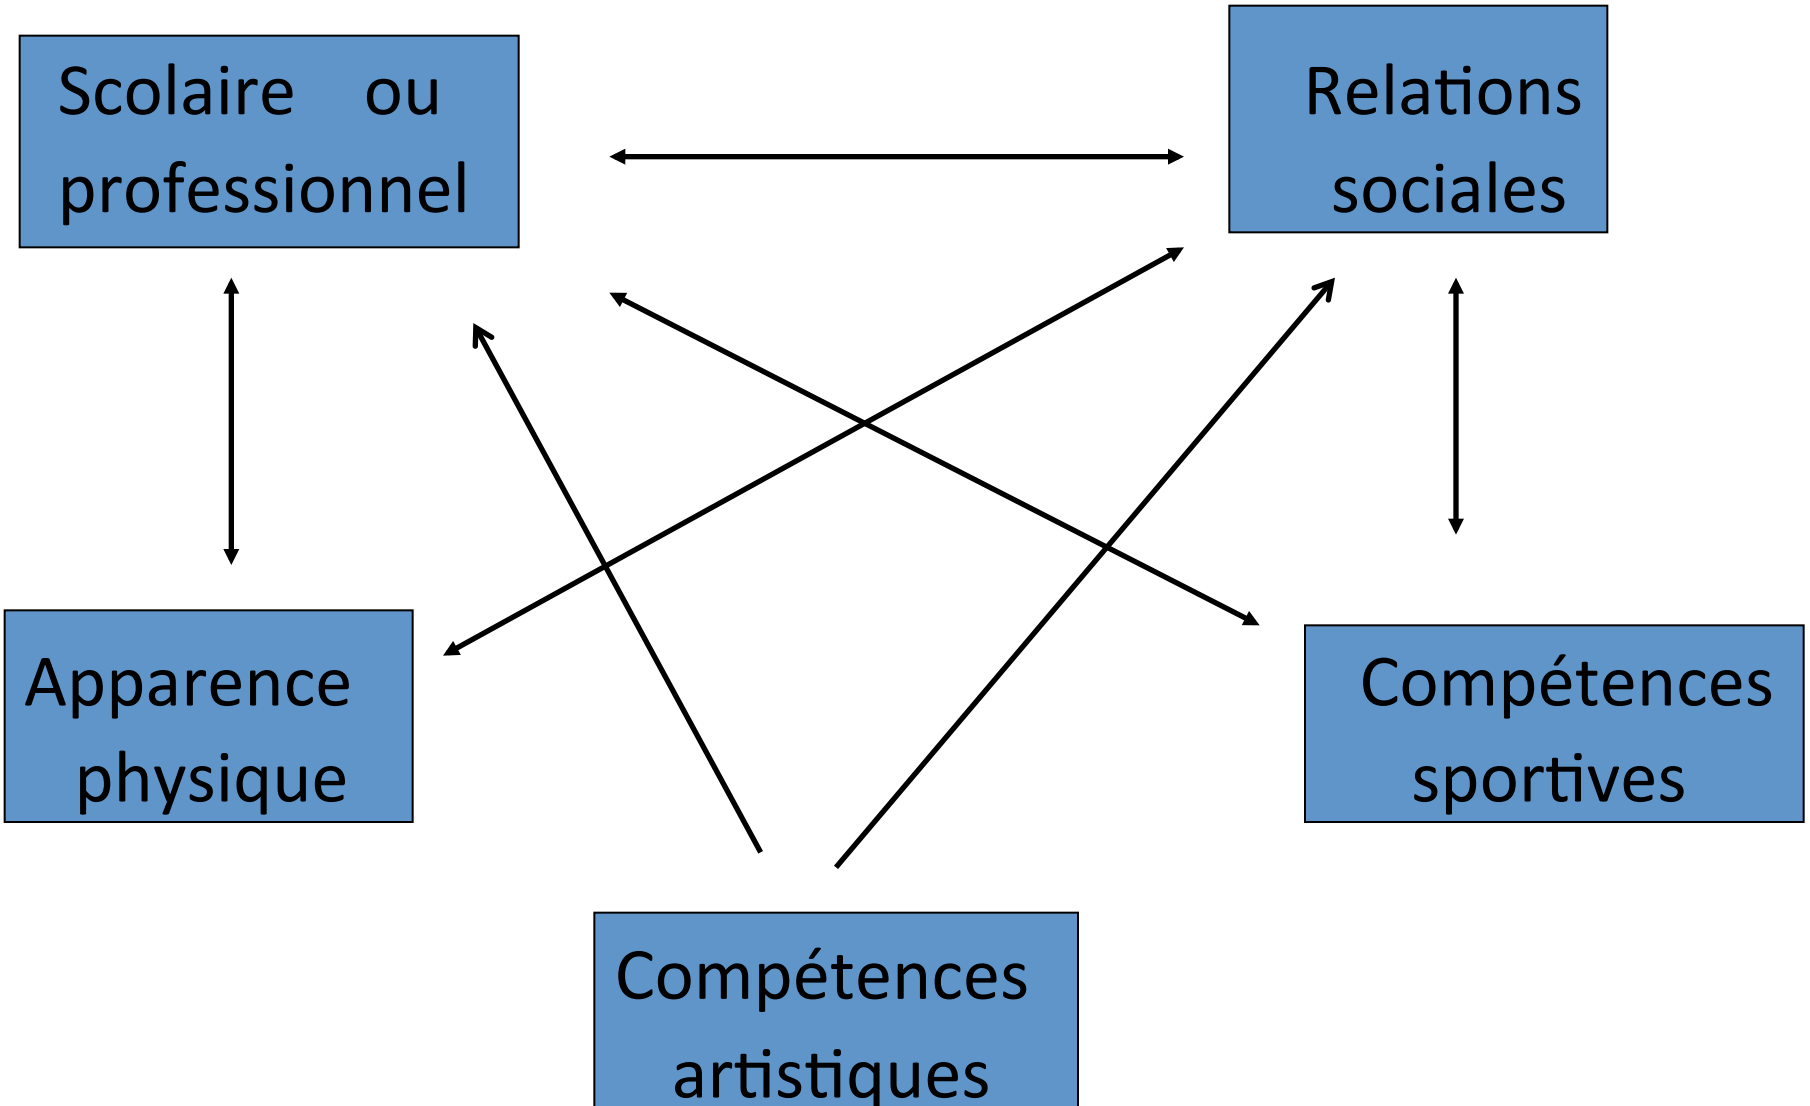 Scolaire ou
professionnel
Relations
sociales
Apparence
physique
Compétences
sportives
Compétences
artistiques